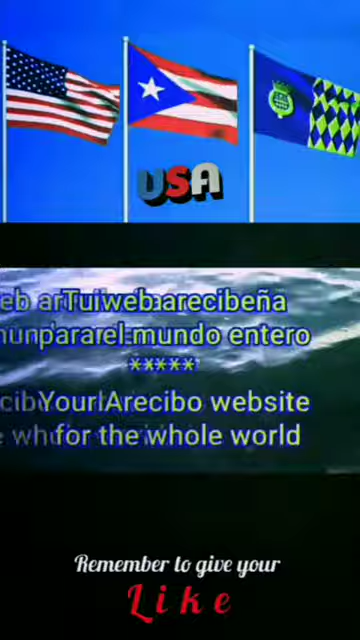 USA
Tu web arecibeña
para el mundo entero
*****
Your Arecibo website
for the whole world
Remember to give your
Like